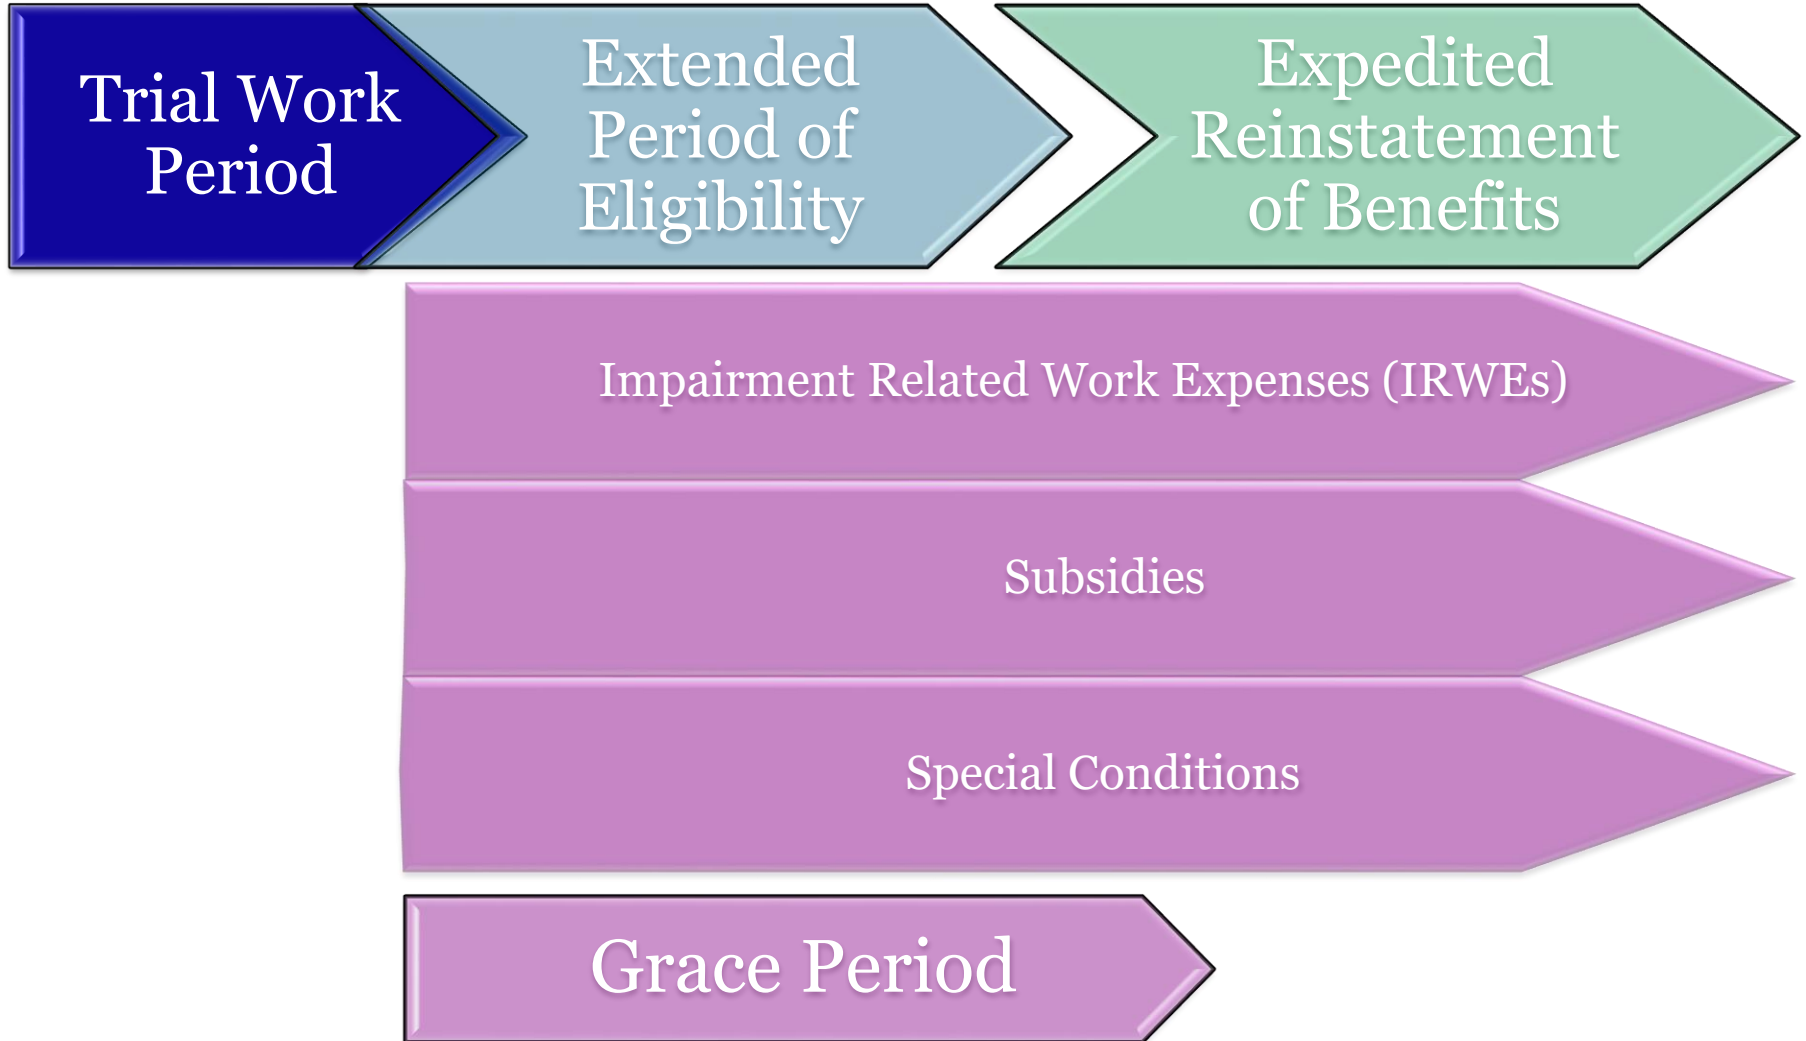 Trial Work
Period
Extended
Period of
Eligibility
Expedited
Reinstatement
of Benefits
Impairment Related Work Expenses (IRWEs)
Subsidies
Special Conditions
Grace Period